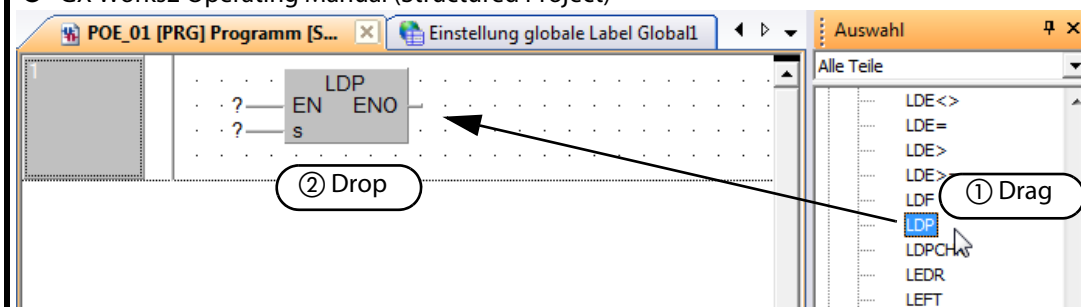 GX Works2 Operating Manual (Structured Project)
POE_01 [PRG] Programm [S...
Einstellung globale Label Global1
Auswahl
Alle Teile
1
LDP
? EN ENO
? s
② Drop
LDE<>
LDE=
LDE>
LDE>=
LDF
① Drag
LDP
LDPCHK
LEDR
LEFT